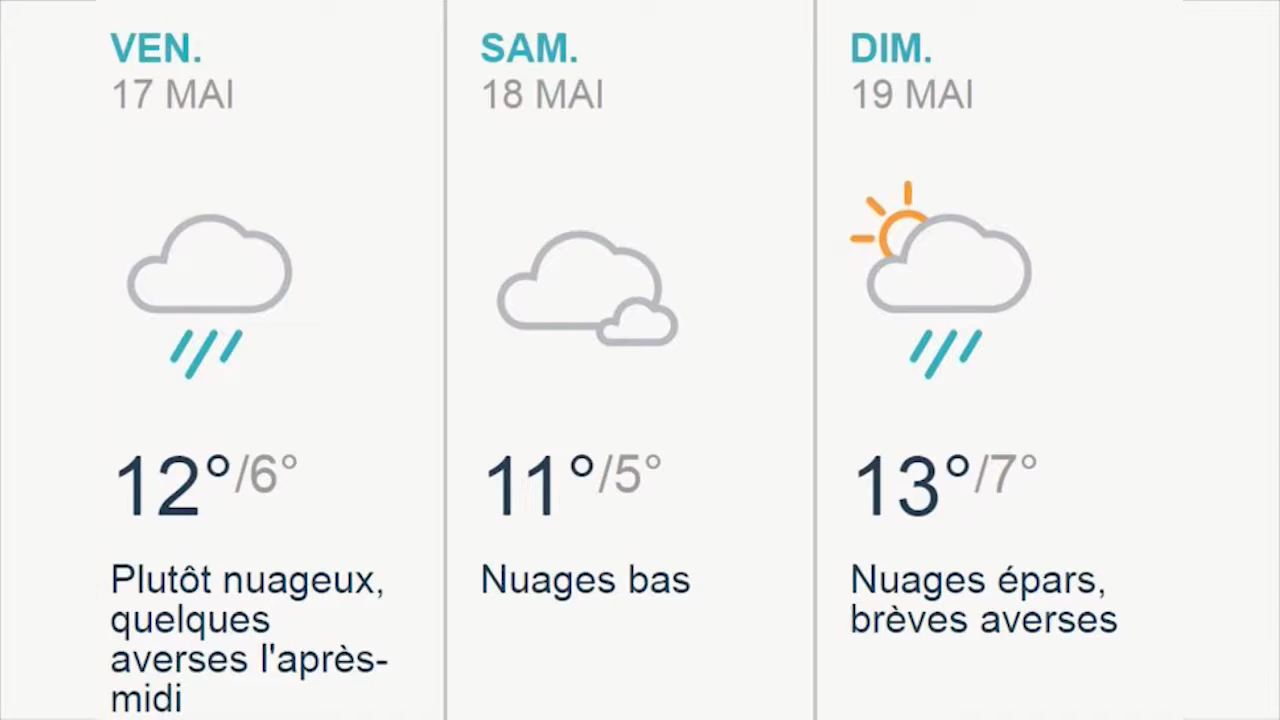 VEN.
17 MAI
12°/6°
Plutôt nuageux,
quelques
averses l'après-
midi
SAM.
18 MAI
11°/5°
Nuages bas
DIM.
19 MAI
13°/7°
Nuages épars,
brèves averses